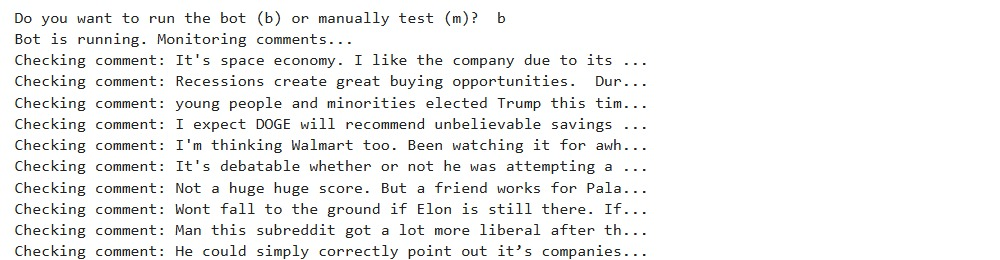 Do you want to run the bot (b) or manually test (m)?  b
Bot is running. Monitoring comments...
Checking comment: It's space economy. I like the company due to its ...
Checking comment: Recessions create great buying opportunities.  Dur...
Checking comment: young people and minorities elected Trump this tim...
Checking comment: I expect DOGE will recommend unbelievable savings ...
Checking comment: I'm thinking Walmart too. Been watching it for awh...
Checking comment: It's debatable whether or not he was attempting a ...
Checking comment: Not a huge huge score. But a friend works for Pala...
Checking comment: Wont fall to the ground if Elon is still there. If...
Checking comment: Man this subreddit got a lot more liberal after th...
Checking comment: He could simply correctly point out it’s companies...